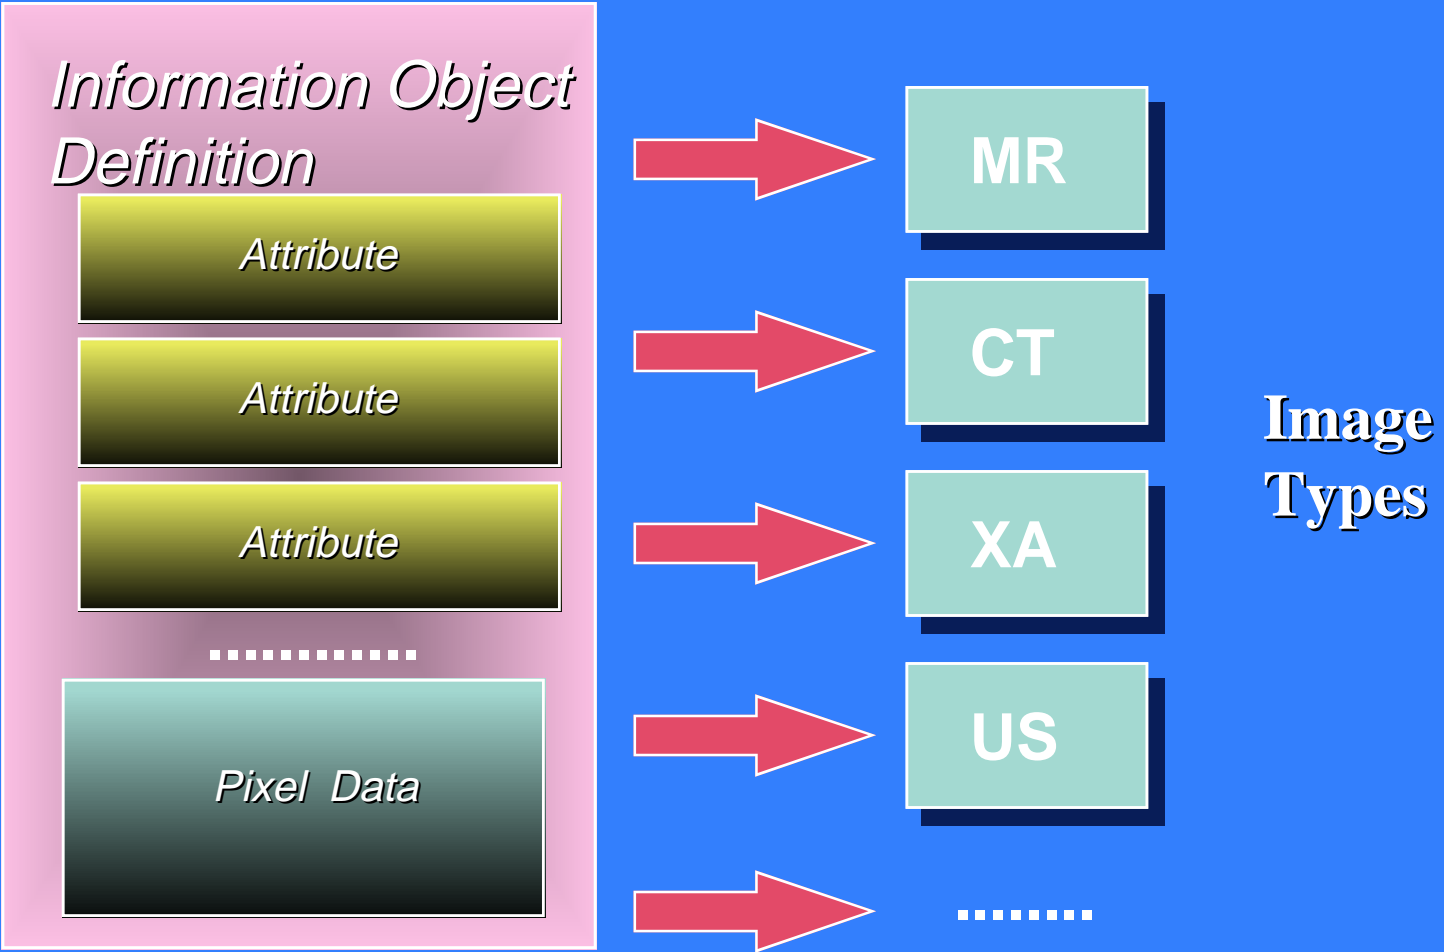 Information Object
Definition
Attribute
Attribute
Attribute
............
Pixel Data
MR
CT
XA
US
........
Image
Types